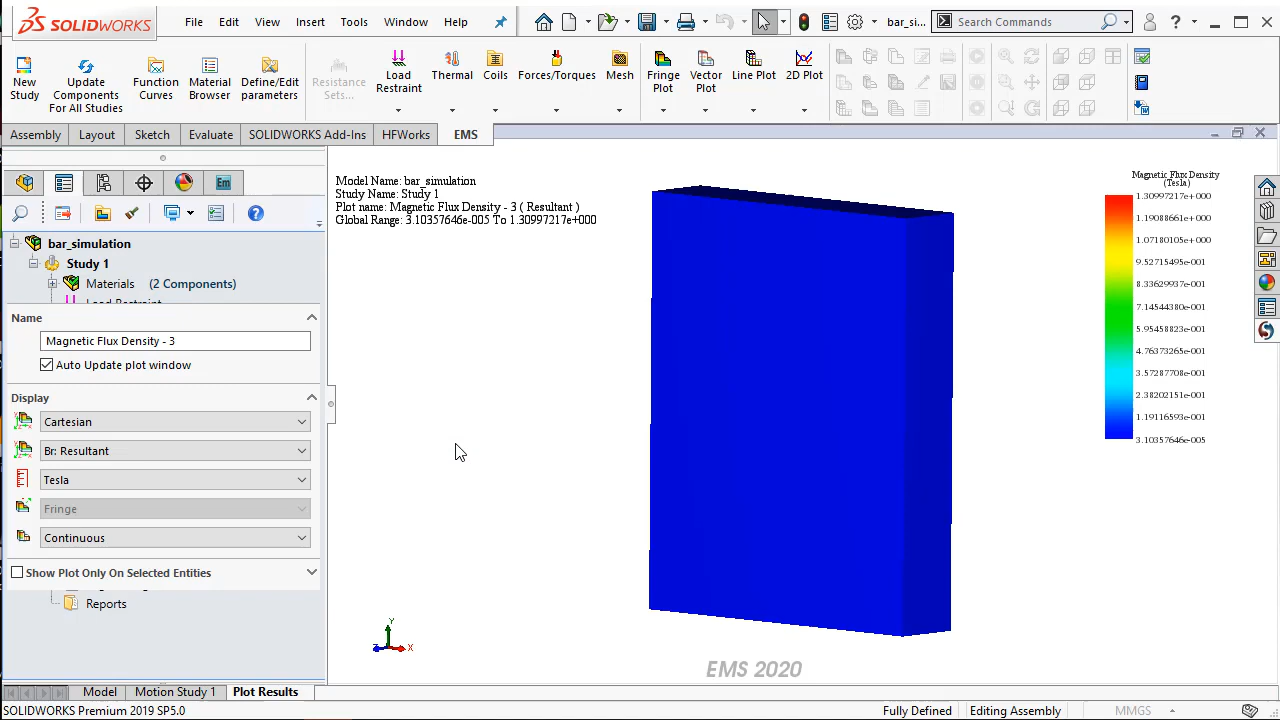 SOLIDWORKS File Edit View Insert Tools Window Help bar_si... Search Commands ?
New Study Update Components For All Studies Function Curves Material Browser Define/Edit parameters Resistance Sets... Load Restraint Thermal Coils Forces/Torques Mesh Fringe Plot Vector Plot Line Plot 2D Plot
Assembly Layout Sketch Evaluate SOLIDWORKS Add-Ins HFWorks EMS
bar_simulation
Study 1
Materials (2 Components)
Load Restraint
Name
Magnetic Flux Density - 3
Auto Update plot window
Display
Cartesian
Br: Resultant
Tesla
Fringe
Continuous
Show Plot Only On Selected Entities
Reports
Model Name: bar_simulation
Study Name: Study 1
Plot name: Magnetic Flux Density - 3 ( Resultant )
Global Range: 3.10357646e-005 To 1.30997217e+000
Magnetic Flux Density
(Tesla)
1.30997217e+000
1.19088661e+000
1.07180105e+000
9.52715495e-001
8.33629937e-001
7.14544380e-001
5.95458823e-001
4.76373265e-001
3.57287708e-001
2.38202151e-001
1.19116593e-001
3.10357646e-005
Y
Z X
EMS 2020
Model Motion Study 1 Plot Results
SOLIDWORKS Premium 2019 SP5.0 Fully Defined Editing Assembly MMGS